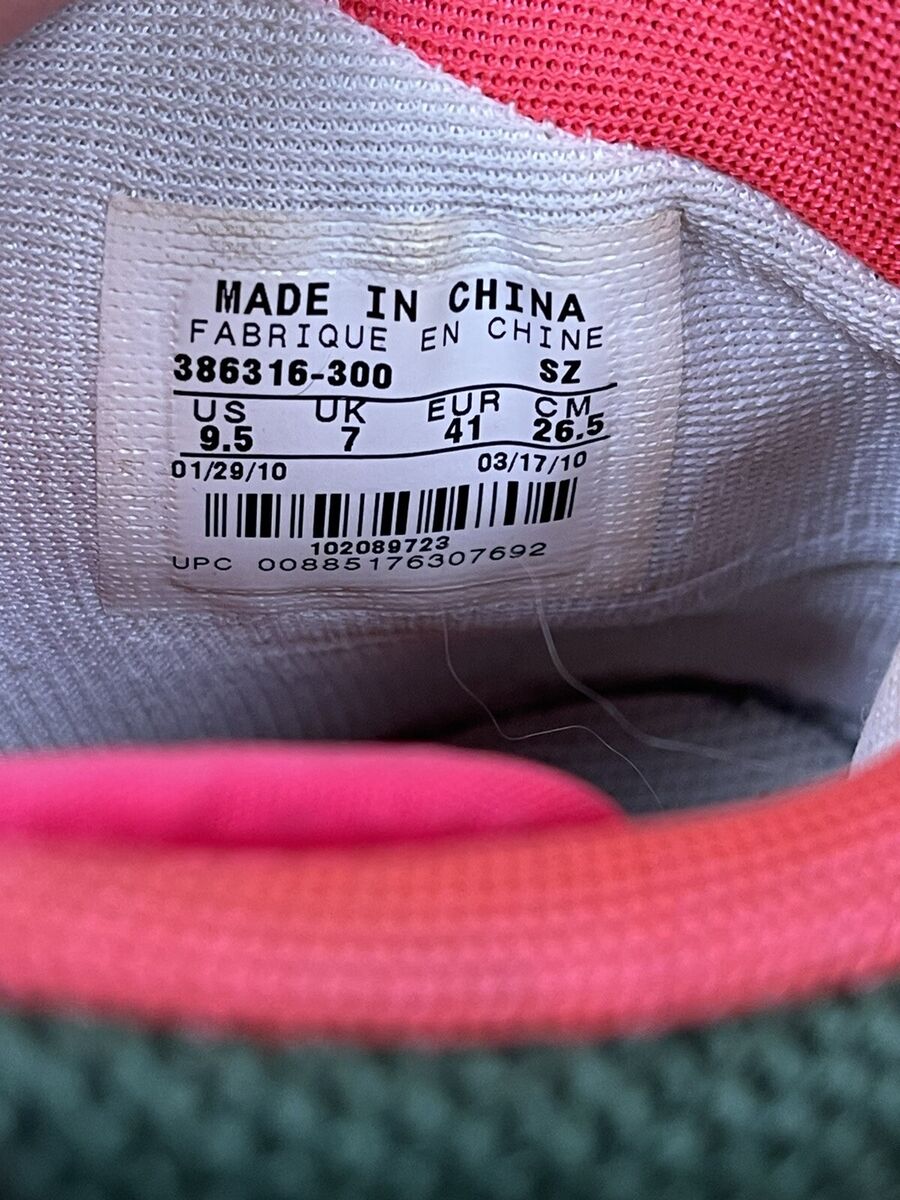 MADE IN CHINA
FABRIQUE EN CHINE
386316-300 SZ
US UK EUR CM
9.5 7 41 26.5
01/29/10 03/17/10
102089723
UPC 00885176307692